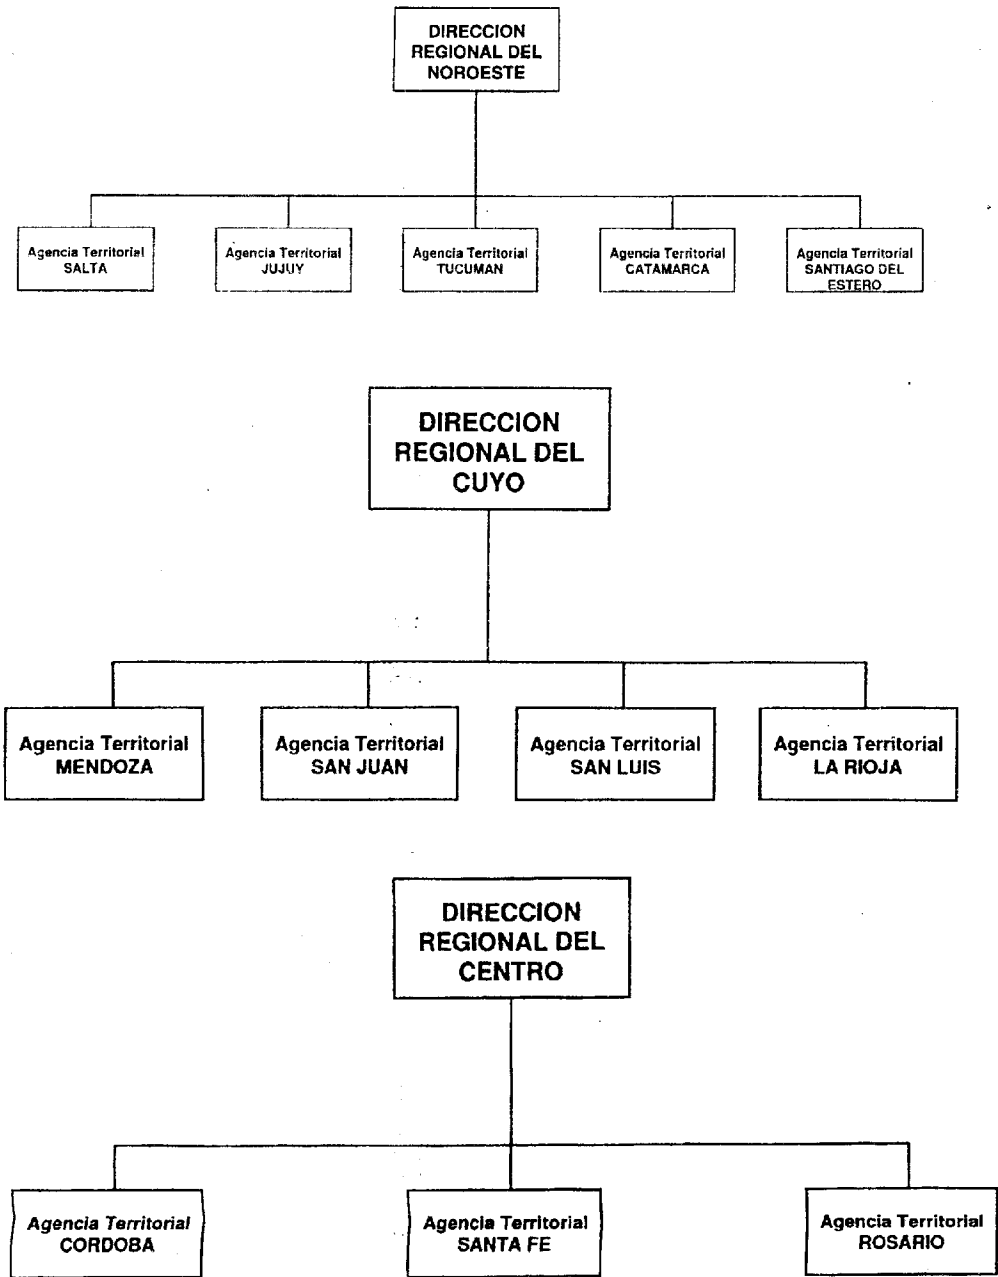 DIRECCION
REGIONAL DEL
NOROESTE
Agencia Territorial
SALTA
Agencia Territorial
JUJUY
Agencia Territorial
TUCUMAN
Agencia Territorial
CATAMARCA
Agencia Territorial
SANTIAGO DEL
ESTERO
DIRECCION
REGIONAL DEL
CUYO
Agencia Territorial
MENDOZA
Agencia Territorial
SAN JUAN
Agencia Territorial
SAN LUIS
Agencia Territorial
LA RIOJA
DIRECCION
REGIONAL DEL
CENTRO
Agencia Territorial
CORDOBA
Agencia Territorial
SANTA FE
Agencia Territorial
ROSARIO